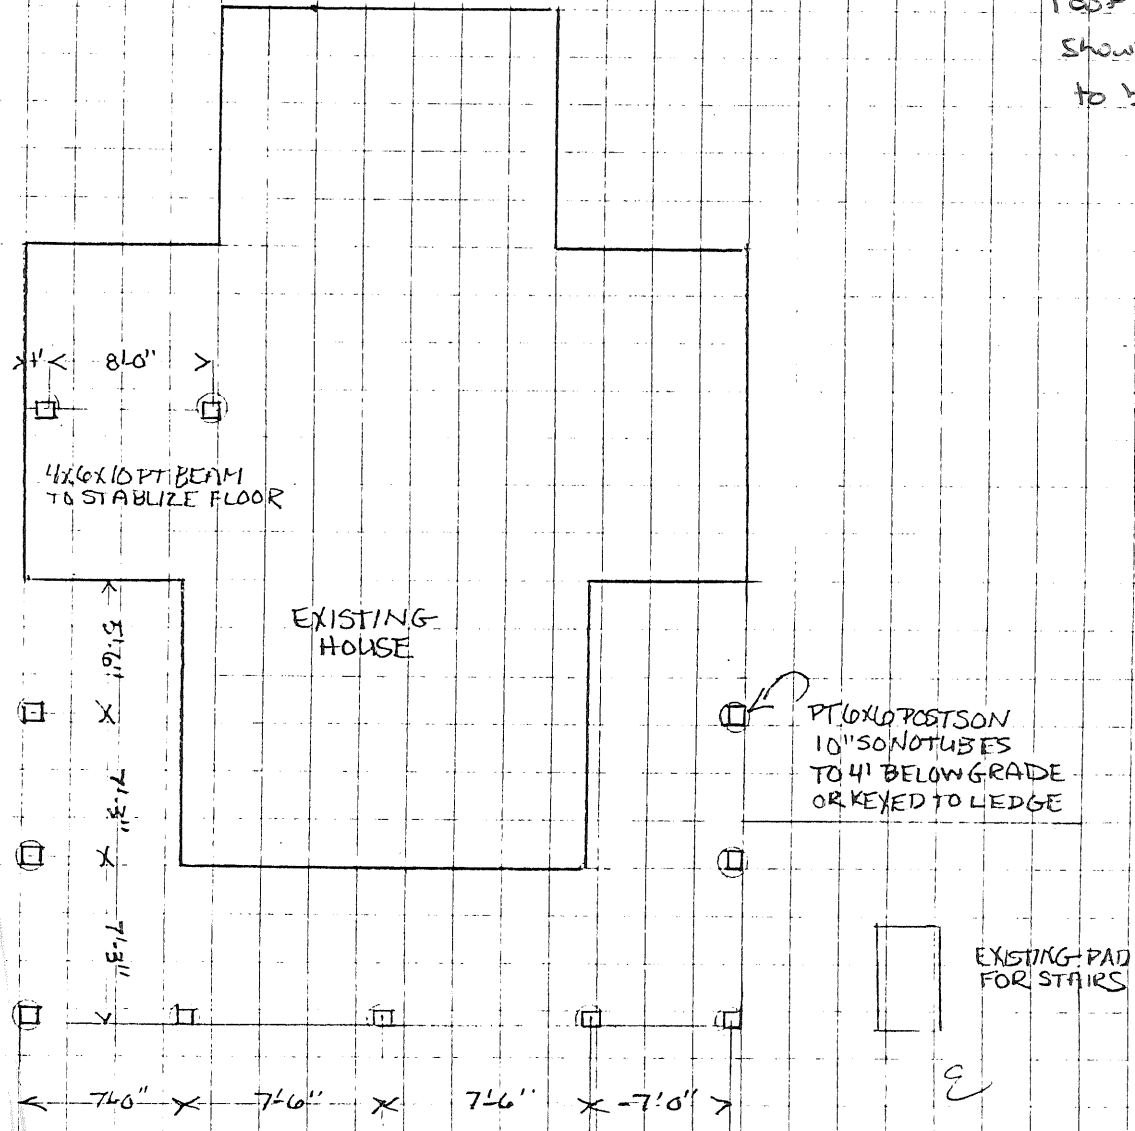 show
to
1'
8'-0"
4x6x10 PT BEAM
TO STABLIZE FLOOR
EXISTING
HOUSE
5'-6"
7'-3"
7'-3"
PT 6x6 POSTS ON
10" SONOTUBES
TO 4' BELOW GRADE
OR KEYED TO LEDGE
EXISTING PAD
FOR STAIRS
7'-0"
7'-6"
7'-6"
7'-0"